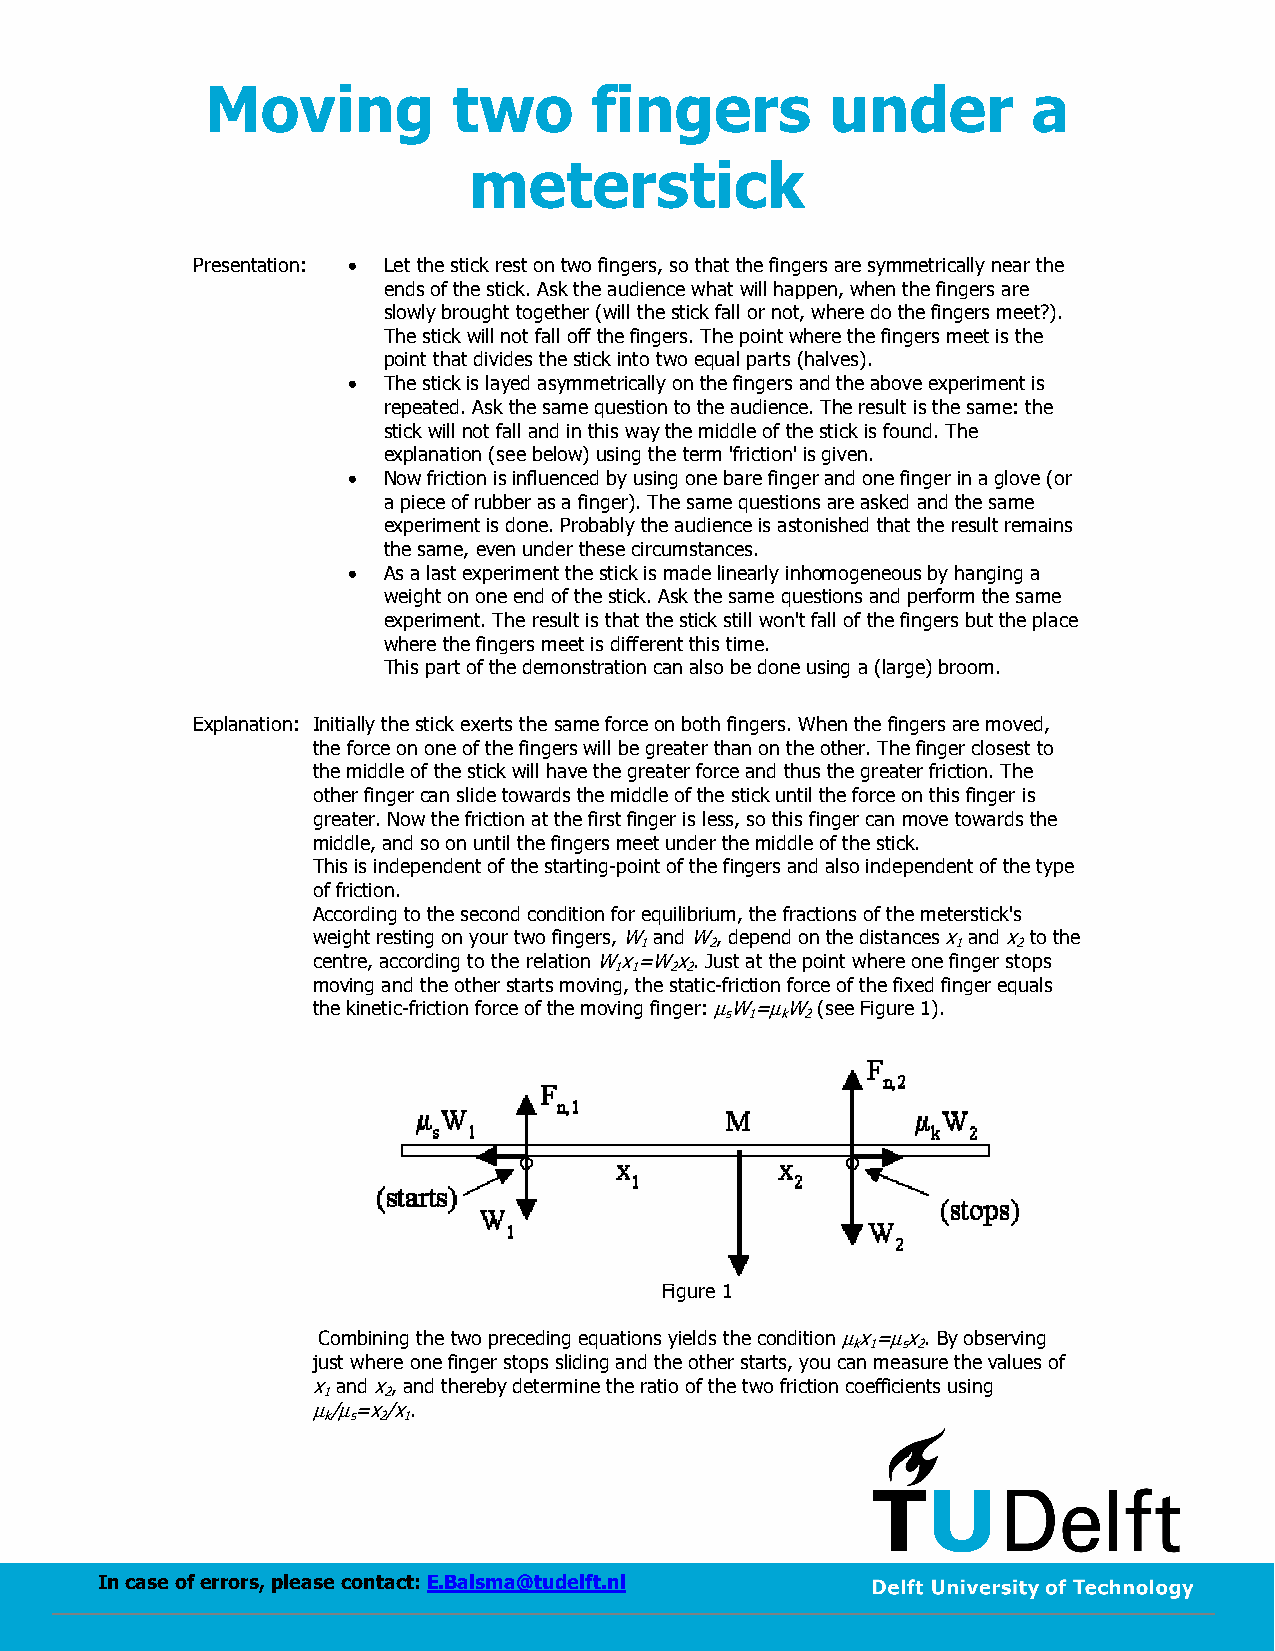 Moving two fingers under a
meterstick
Presentation: • Let the stick rest on two fingers, so that the fingers are symmetrically near the
ends of the stick. Ask the audience what will happen, when the fingers are
slowly brought together (will the stick fall or not, where do the fingers meet?).
The stick will not fall off the fingers. The point where the fingers meet is the
point that divides the stick into two equal parts (halves).
• The stick is layed asymmetrically on the fingers and the above experiment is
repeated. Ask the same question to the audience. The result is the same: the
stick will not fall and in this way the middle of the stick is found. The
explanation (see below) using the term 'friction' is given.
• Now friction is influenced by using one bare finger and one finger in a glove (or
a piece of rubber as a finger). The same questions are asked and the same
experiment is done. Probably the audience is astonished that the result remains
the same, even under these circumstances.
• As a last experiment the stick is made linearly inhomogeneous by hanging a
weight on one end of the stick. Ask the same questions and perform the same
experiment. The result is that the stick still won't fall of the fingers but the place
where the fingers meet is different this time.
This part of the demonstration can also be done using a (large) broom.
Explanation: Initially the stick exerts the same force on both fingers. When the fingers are moved,
the force on one of the fingers will be greater than on the other. The finger closest to
the middle of the stick will have the greater force and thus the greater friction. The
other finger can slide towards the middle of the stick until the force on this finger is
greater. Now the friction at the first finger is less, so this finger can move towards the
middle, and so on until the fingers meet under the middle of the stick.
This is independent of the starting-point of the fingers and also independent of the type
of friction.
According to the second condition for equilibrium, the fractions of the meterstick's
weight resting on your two fingers, W₁ and W₂, depend on the distances x₁ and x₂ to the
centre, according to the relation W₁x₁=W₂x₂. Just at the point where one finger stops
moving and the other starts moving, the static-friction force of the fixed finger equals
the kinetic-friction force of the moving finger: μₛW₁=μₖW₂ (see Figure 1).
Fn,2
Fn,1
μₛW₁ M μₖW₂
x₁ x₂
(starts) (stops)
W₁ W₂
Figure 1
Combining the two preceding equations yields the condition μₖx₁=μₛx₂. By observing
just where one finger stops sliding and the other starts, you can measure the values of
x₁ and x₂, and thereby determine the ratio of the two friction coefficients using
μₖ/μₛ=x₂/x₁.
TUDelft
In case of errors, please contact: E.Balsma@tudelft.nl
Delft University of Technology